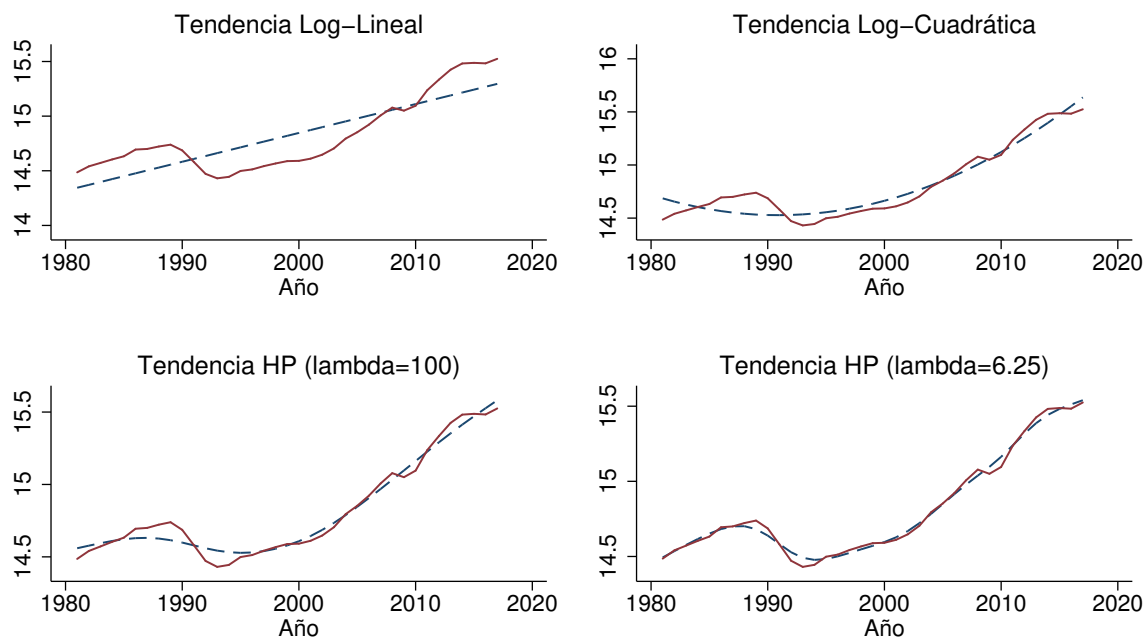 Tendencia Log−Lineal
15.5
15
14.5
14
1980 1990 2000 2010 2020
Año
Tendencia Log−Cuadrática
16
15.5
15
14.5
1980 1990 2000 2010 2020
Año
Tendencia HP (lambda=100)
15.5
15
14.5
1980 1990 2000 2010 2020
Año
Tendencia HP (lambda=6.25)
15.5
15
14.5
1980 1990 2000 2010 2020
Año